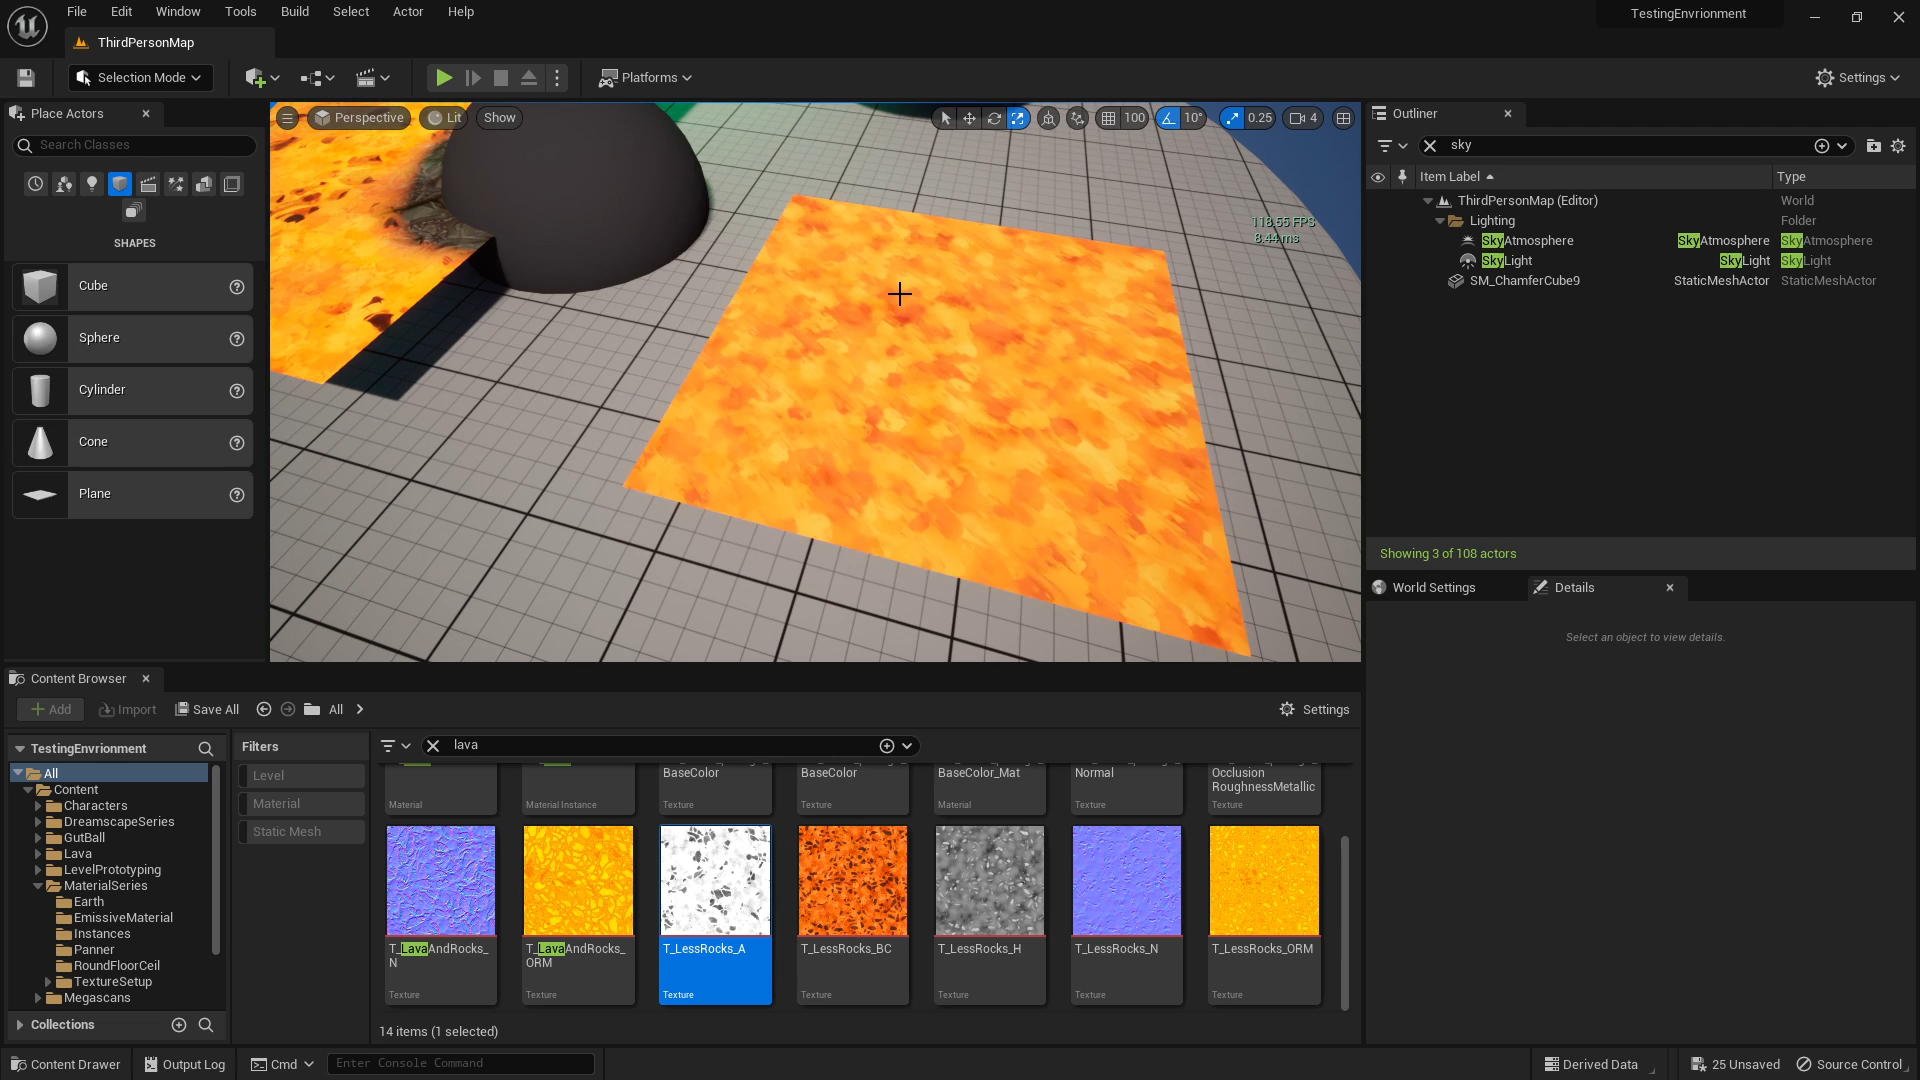 File Edit Window Tools Build Select Actor Help
TestingEnvrionment
ThirdPersonMap
Selection Mode
Platforms
Settings
Place Actors
Search Classes
SHAPES
Cube
Sphere
Cylinder
Cone
Plane
Perspective Lit Show
100 10° 0.25 4
118.55 FPS
8.44 ms
Outliner
sky
Item Label Type
ThirdPersonMap (Editor) World
Lighting Folder
SkyAtmosphere SkyAtmosphere SkyAtmosphere
SkyLight SkyLight SkyLight
SM_ChamferCube9 StaticMeshActor StaticMeshActor
Showing 3 of 108 actors
World Settings Details
Select an object to view details.
Content Browser
Add Import Save All All
Settings
TestingEnvrionment
All
Content
Characters
DreamscapeSeries
GutBall
Lava
LevelPrototyping
MaterialSeries
Earth
EmissiveMaterial
Instances
Panner
RoundFloorCeil
TextureSetup
Megascans
Collections
Filters
Level
Material
Static Mesh
lava
BaseColor BaseColor BaseColor_Mat Normal Occlusion
RoughnessMetallic
Material Material Instance Texture Texture Material Texture Texture
T_LavaAndRocks_ T_LavaAndRocks_ T_LessRocks_A T_LessRocks_BC T_LessRocks_H T_LessRocks_N T_LessRocks_ORM
N ORM
Texture Texture Texture Texture Texture Texture Texture
14 items (1 selected)
Content Drawer Output Log Cmd Enter Console Command Derived Data 25 Unsaved Source Control